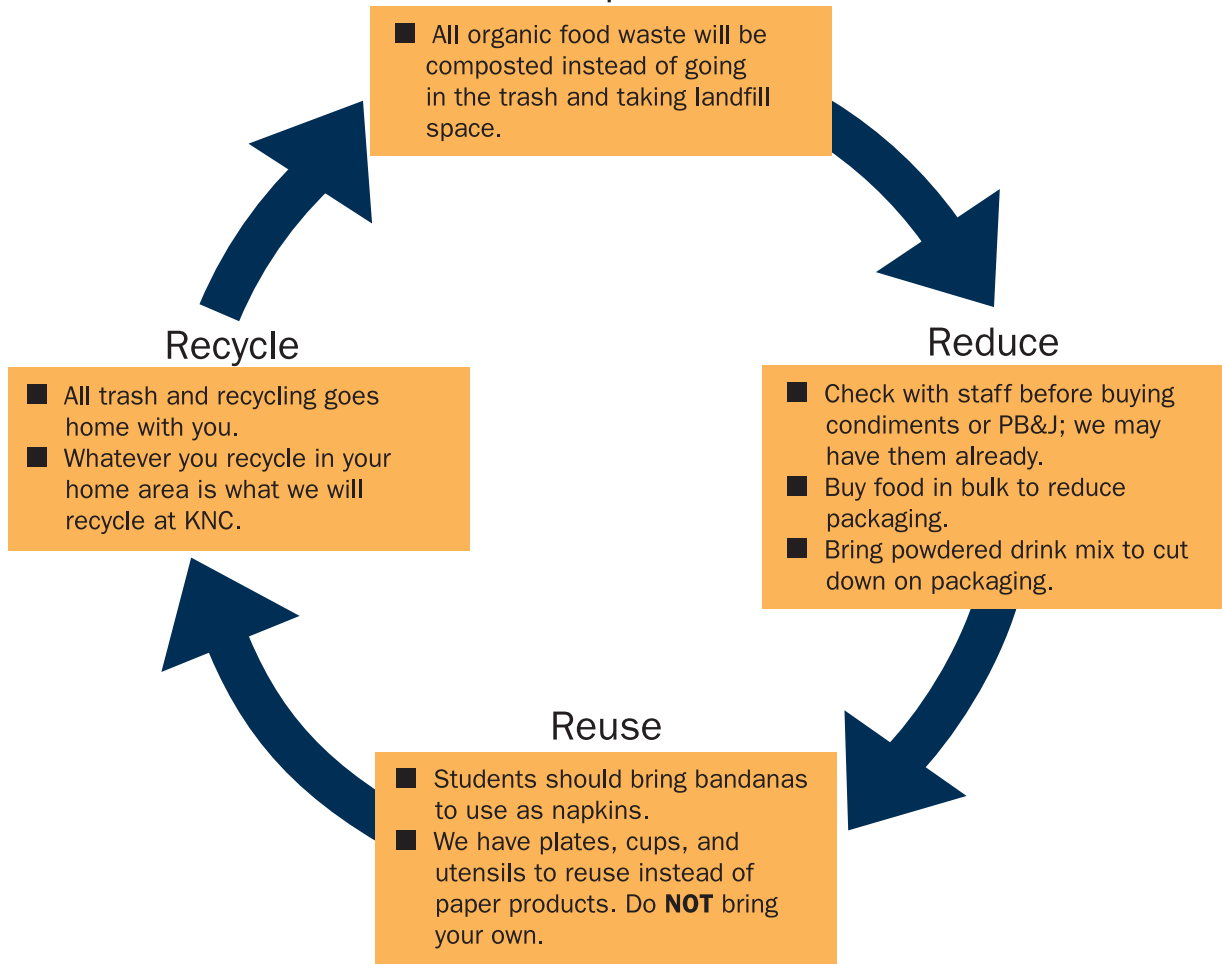 ■ All organic food waste will be
composted instead of going
in the trash and taking landfill
space.
Recycle
■ All trash and recycling goes
home with you.
■ Whatever you recycle in your
home area is what we will
recycle at KNC.
Reduce
■ Check with staff before buying
condiments or PB&J; we may
have them already.
■ Buy food in bulk to reduce
packaging.
■ Bring powdered drink mix to cut
down on packaging.
Reuse
■ Students should bring bandanas
to use as napkins.
■ We have plates, cups, and
utensils to reuse instead of
paper products. Do NOT bring
your own.